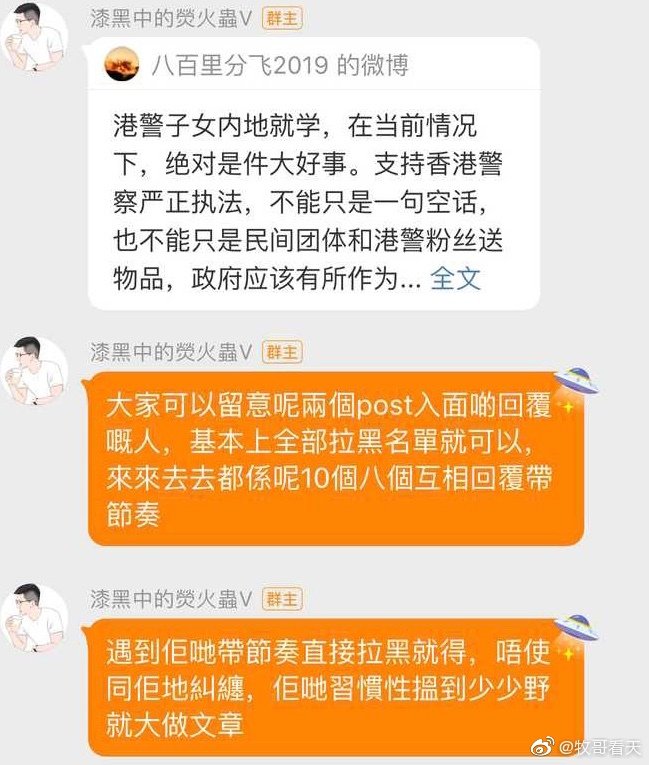 漆黑中的熒火蟲V 群主
八百里分飞2019 的微博
港警子女内地就学，在当前情况
下，绝对是件大好事。支持香港警
察严正执法，不能只是一句空话，
也不能只是民间团体和港警粉丝送
物品，政府应该有所作为... 全文
漆黑中的熒火蟲V 群主
大家可以留意呢兩個post入面啲回覆
嘅人，基本上全部拉黑名單就可以，
來來去去都係呢10個八個互相回覆帶
節奏
漆黑中的熒火蟲V 群主
遇到佢哋帶節奏直接拉黑就得，唔使
同佢地糾纏，佢哋習慣性搵到少少野
就大做文章
@牧哥看天